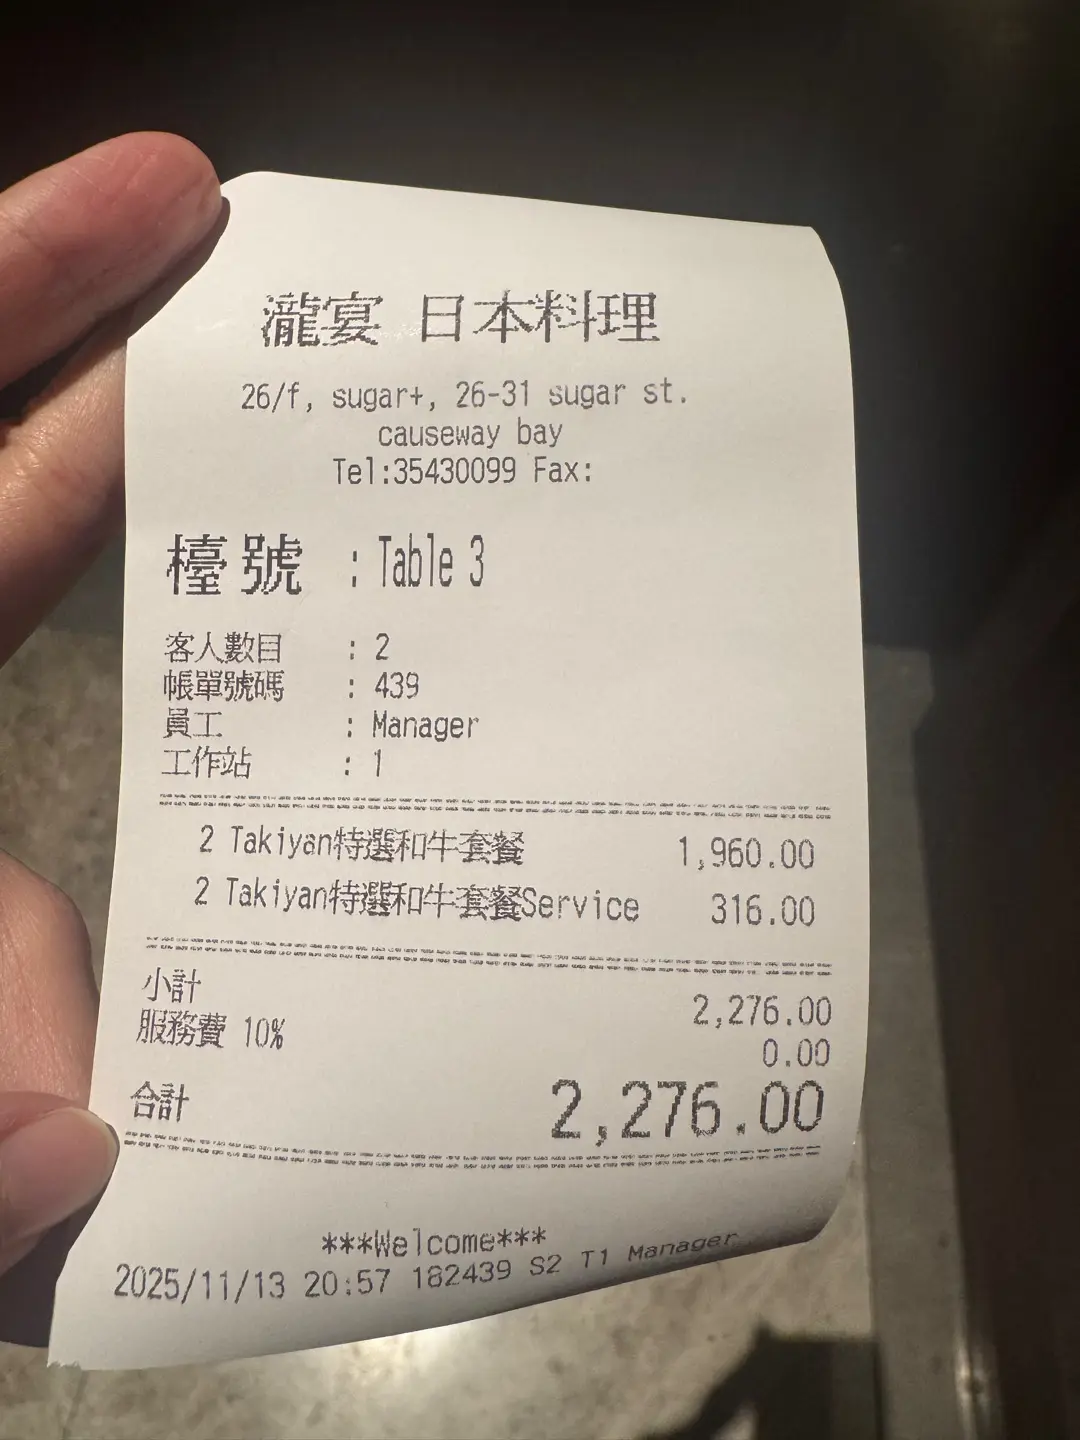 瀧宴 日本料理
26/f, sugar+, 26-31 sugar st.
causeway bay
Tel:35430099 Fax:
檯號 : Table 3
客人數目 : 2
帳單號碼 : 439
員工 : Manager
工作站 : 1
2 Takiyan特選和牛套餐 1,960.00
2 Takiyan特選和牛套餐Service 316.00
小計 2,276.00
服務費 10% 0.00
合計 2,276.00
***Welcome***
2025/11/13 20:57 182439 S2 T1 Manager